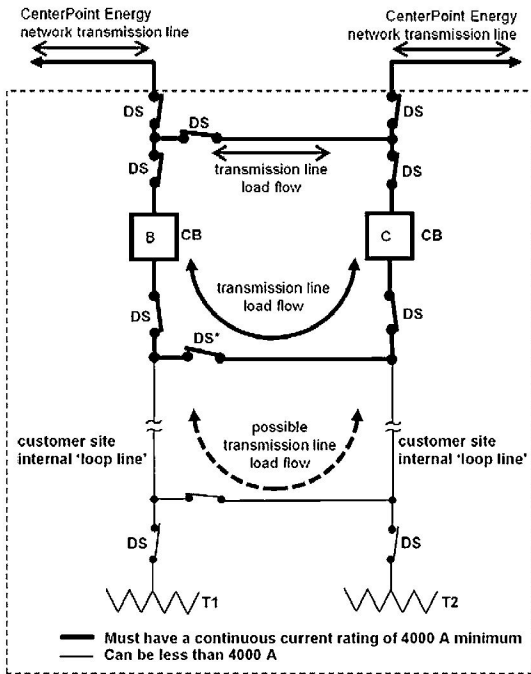 CenterPoint Energy
network transmission line
CenterPoint Energy
network transmission line
DS
DS
DS
transmission line
load flow
DS
DS
B
CB
C
CB
transmission line
load flow
DS
DS
DS*
customer site
internal 'loop line'
possible
transmission line
load flow
customer site
internal 'loop line'
DS
DS
T1
T2
Must have a continuous current rating of 4000 A minimum
Can be less than 4000 A